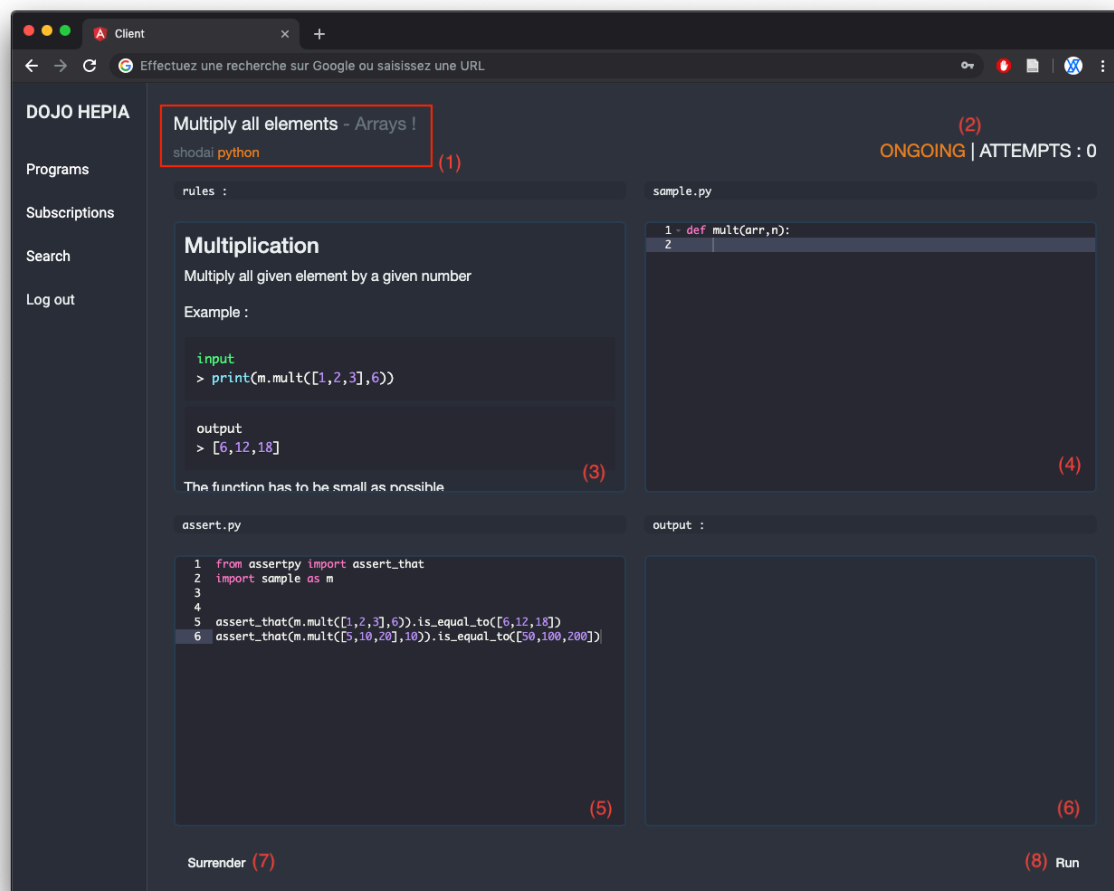 Client
Effectuez une recherche sur Google ou saisissez une URL
DOJO HEPIA
Programs
Subscriptions
Search
Log out
Multiply all elements - Arrays !
shodai python
(1)
(2)
ONGOING | ATTEMPTS : 0
rules :
Multiplication
Multiply all given element by a given number
Example :
input
> print(m.mult([1,2,3],6))
output
> [6,12,18]
(3)
The function has to be small as possible
sample.py
1 def mult(arr,n):
2
(4)
assert.py
1 from assertpy import assert_that
2 import sample as m
3
4
5 assert_that(m.mult([1,2,3],6)).is_equal_to([6,12,18])
6 assert_that(m.mult([5,10,20],10)).is_equal_to([50,100,200])
(5)
output :
(6)
Surrender (7)
(8) Run